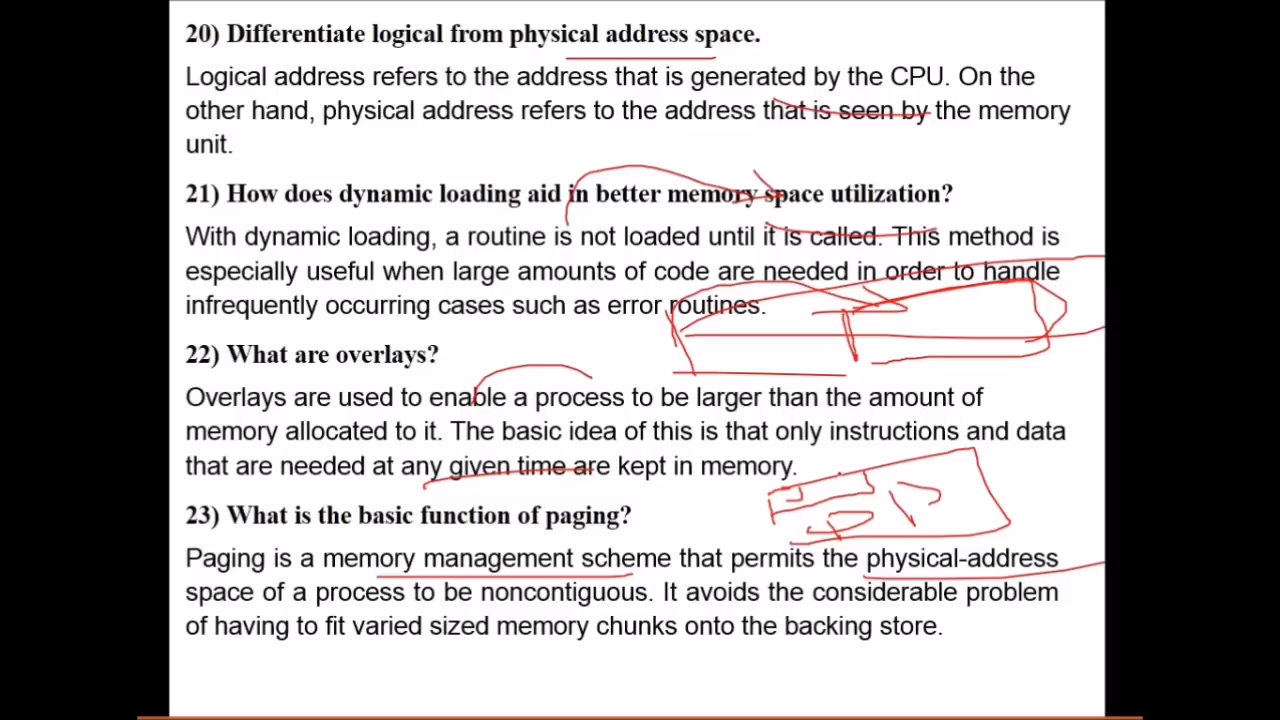 20) Differentiate logical from physical address space.
Logical address refers to the address that is generated by the CPU. On the
other hand, physical address refers to the address that is seen by the memory
unit.
21) How does dynamic loading aid in better memory space utilization?
With dynamic loading, a routine is not loaded until it is called. This method is
especially useful when large amounts of code are needed in order to handle
infrequently occurring cases such as error routines.
22) What are overlays?
Overlays are used to enable a process to be larger than the amount of
memory allocated to it. The basic idea of this is that only instructions and data
that are needed at any given time are kept in memory.
23) What is the basic function of paging?
Paging is a memory management scheme that permits the physical-address
space of a process to be noncontiguous. It avoids the considerable problem
of having to fit varied sized memory chunks onto the backing store.